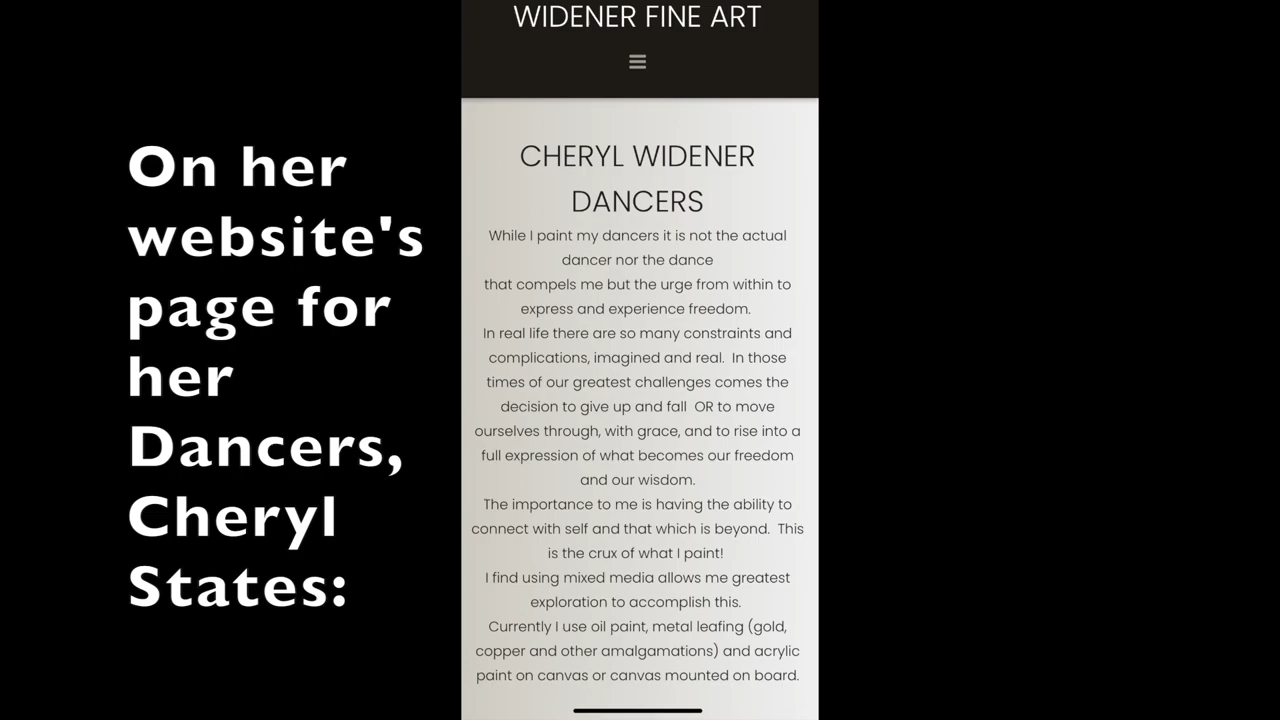 On her
website's
page for
her
Dancers,
Cheryl
States:
WIDENER FINE ART
CHERYL WIDENER
DANCERS
While I paint my dancers it is not the actual
dancer nor the dance
that compels me but the urge from within to
express and experience freedom.
In real life there are so many constraints and
complications, imagined and real.  In those
times of our greatest challenges comes the
decision to give up and fall  OR to move
ourselves through, with grace, and to rise into a
full expression of what becomes our freedom
and our wisdom.
The importance to me is having the ability to
connect with self and that which is beyond.  This
is the crux of what I paint!
I find using mixed media allows me greatest
exploration to accomplish this.
Currently I use oil paint, metal leafing (gold,
copper and other amalgamations) and acrylic
paint on canvas or canvas mounted on board.